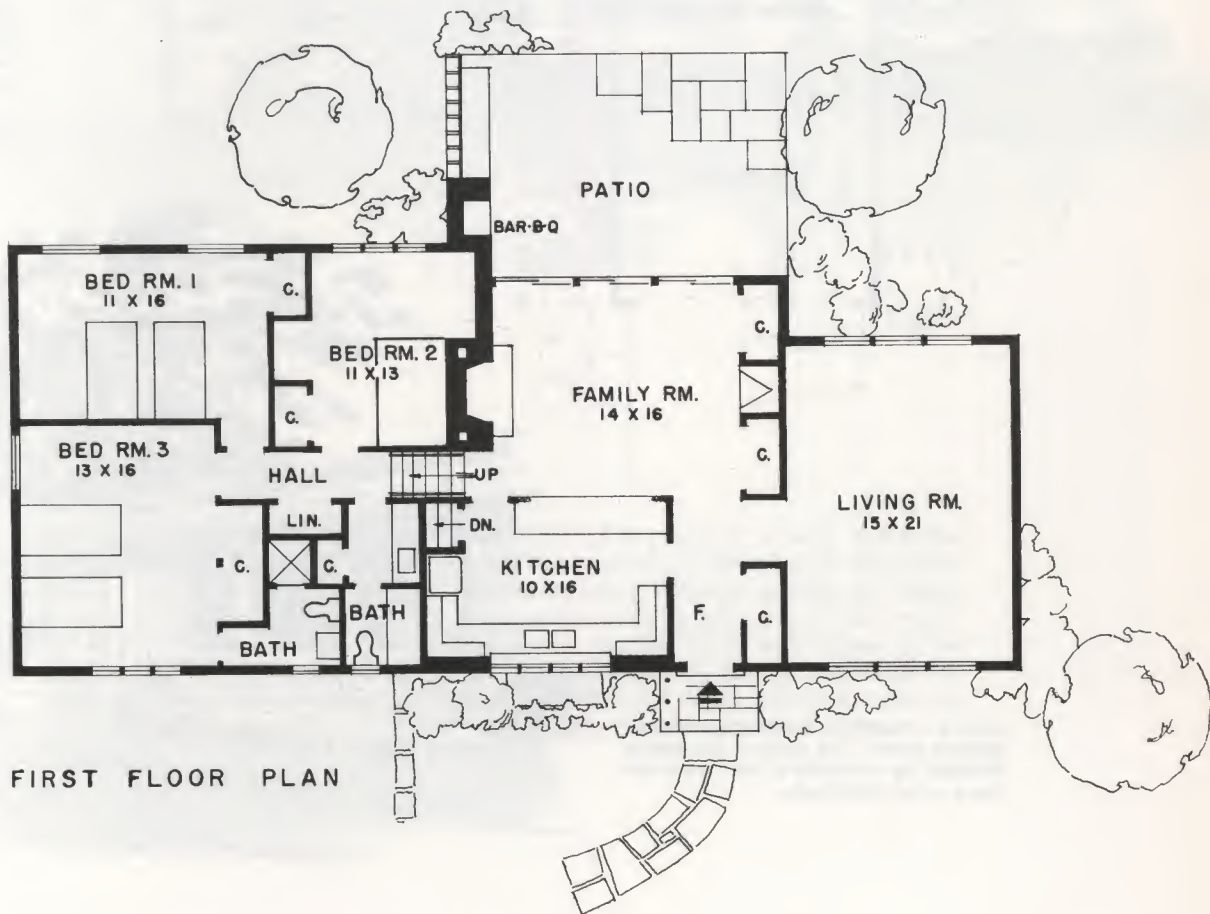 PATIO
BAR-B-Q
BED RM. 1
11 X 16
C.
BED RM. 2
11 X 13
C.
C.
FAMILY RM.
14 X 16
C.
BED RM. 3
13 X 16
HALL
UP
LIVING RM.
15 X 21
LIN.
DN.
C.
C.
KITCHEN
10 X 16
BATH
F.
C.
BATH
FIRST FLOOR PLAN